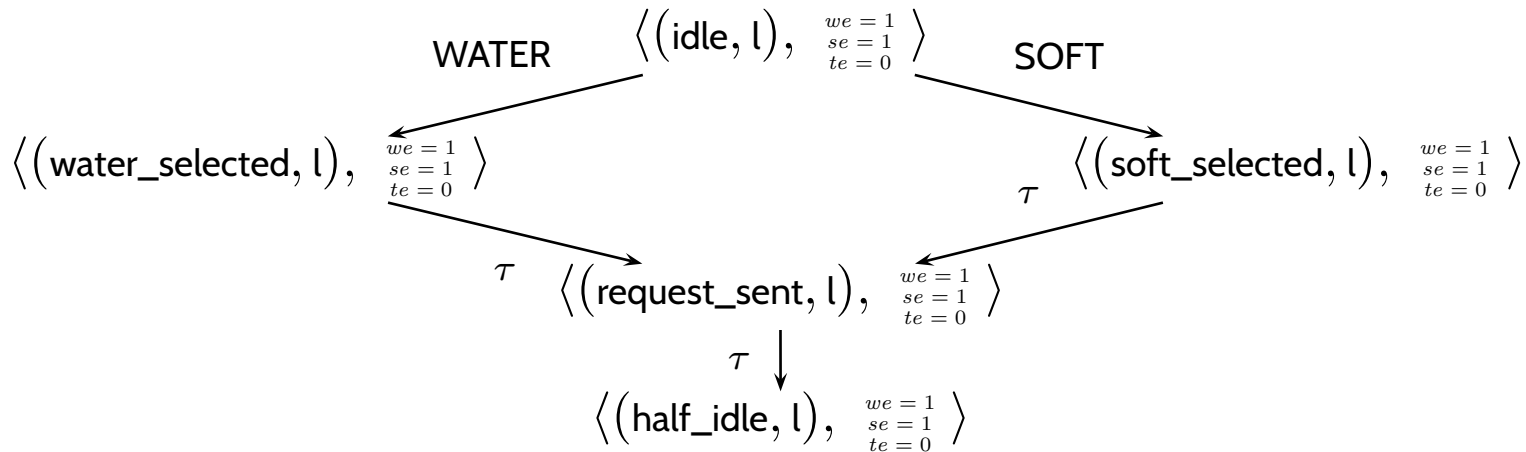 WATER ⟨(idle, l), we = 1 se = 1 te = 0⟩ SOFT
⟨(water_selected, l), we = 1 se = 1 te = 0⟩ ⟨(soft_selected, l), we = 1 se = 1 te = 0⟩
τ
τ ⟨(request_sent, l), we = 1 se = 1 te = 0⟩
τ
⟨(half_idle, l), we = 1 se = 1 te = 0⟩